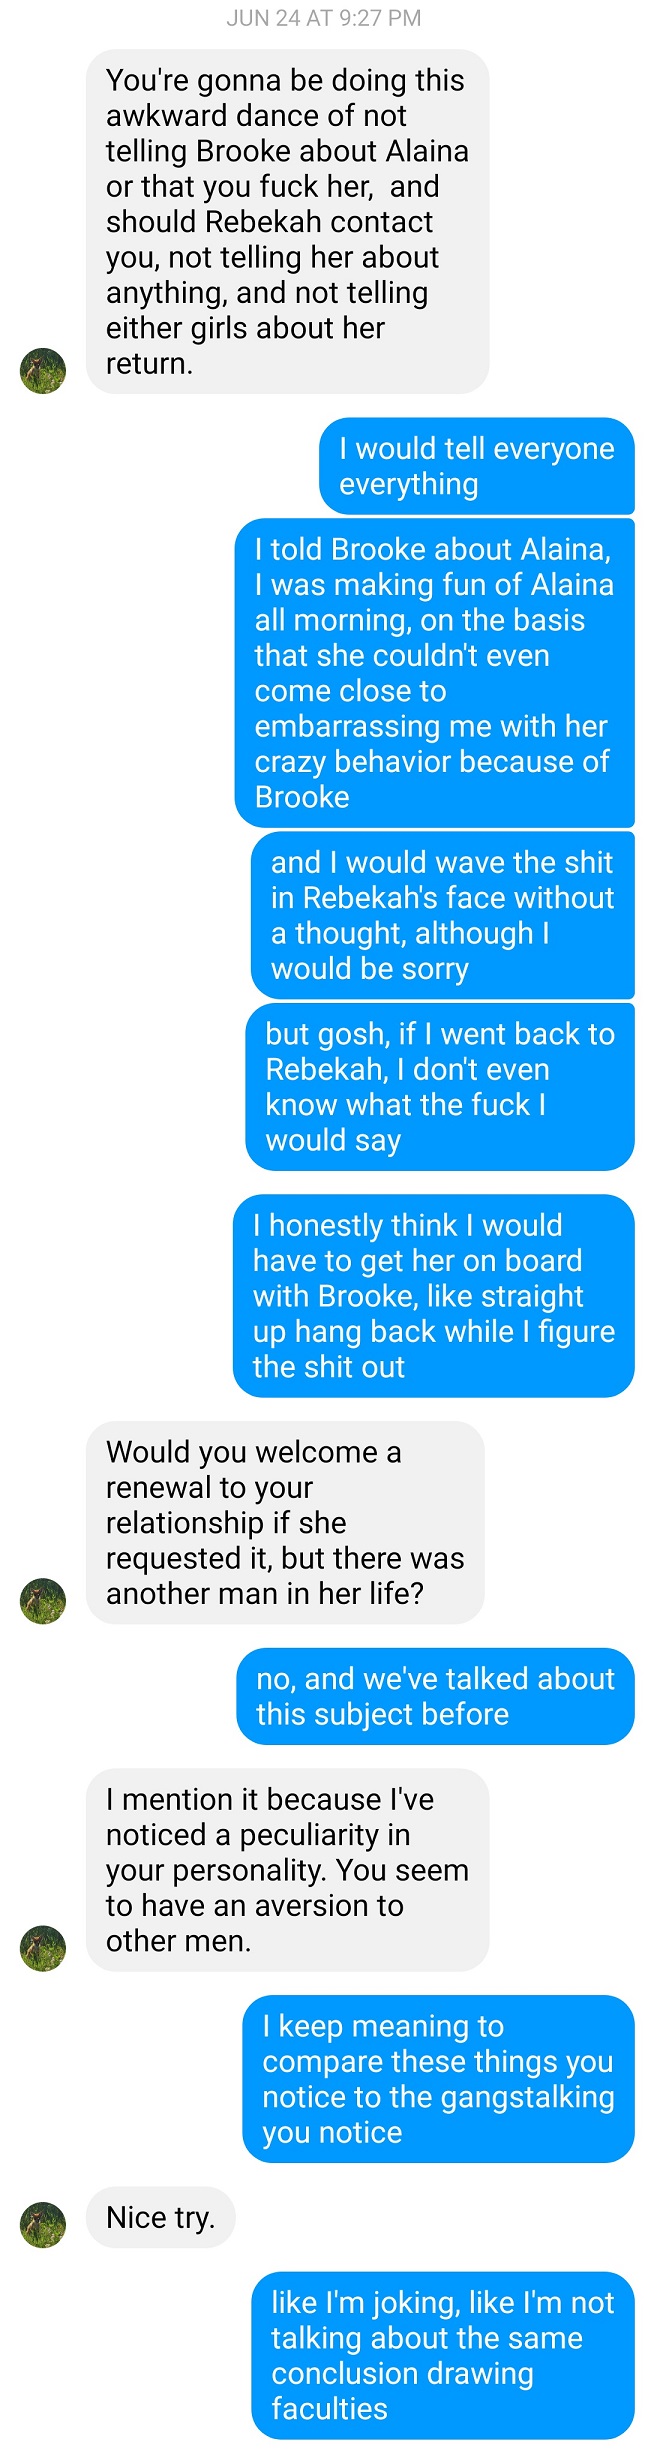 JUN 24 AT 9:27 PM
You're gonna be doing this
awkward dance of not
telling Brooke about Alaina
or that you fuck her,  and
should Rebekah contact
you, not telling her about
anything, and not telling
either girls about her
return.
I would tell everyone
everything
I told Brooke about Alaina,
I was making fun of Alaina
all morning, on the basis
that she couldn't even
come close to
embarrassing me with her
crazy behavior because of
Brooke
and I would wave the shit
in Rebekah's face without
a thought, although I
would be sorry
but gosh, if I went back to
Rebekah, I don't even
know what the fuck I
would say
I honestly think I would
have to get her on board
with Brooke, like straight
up hang back while I figure
the shit out
Would you welcome a
renewal to your
relationship if she
requested it, but there was
another man in her life?
no, and we've talked about
this subject before
I mention it because I've
noticed a peculiarity in
your personality. You seem
to have an aversion to
other men.
I keep meaning to
compare these things you
notice to the gangstalking
you notice
Nice try.
like I'm joking, like I'm not
talking about the same
conclusion drawing
faculties